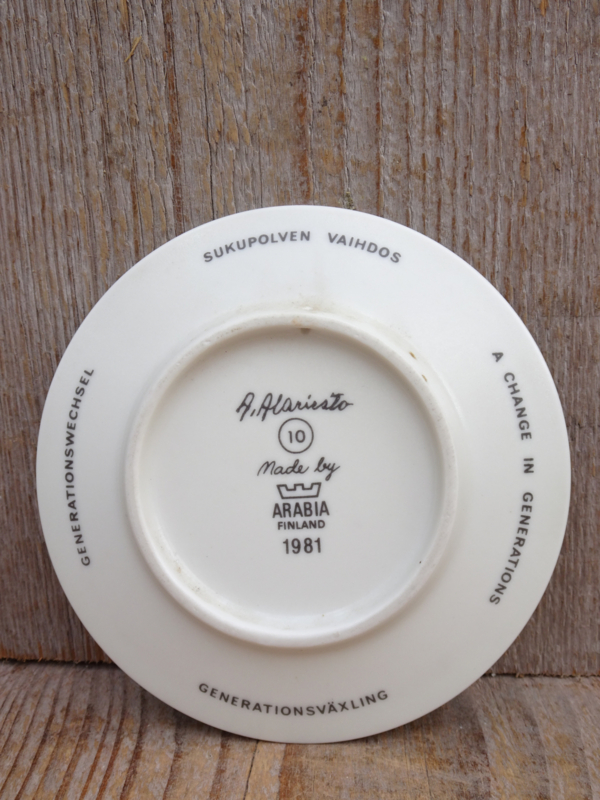 SUKUPOLVEN VAIHDOS
A CHANGE IN GENERATIONS
GENERATIONSVÄXLING
GENERATIONSWECHSEL
A. Alariesto
10
Made by
ARABIA
FINLAND
1981